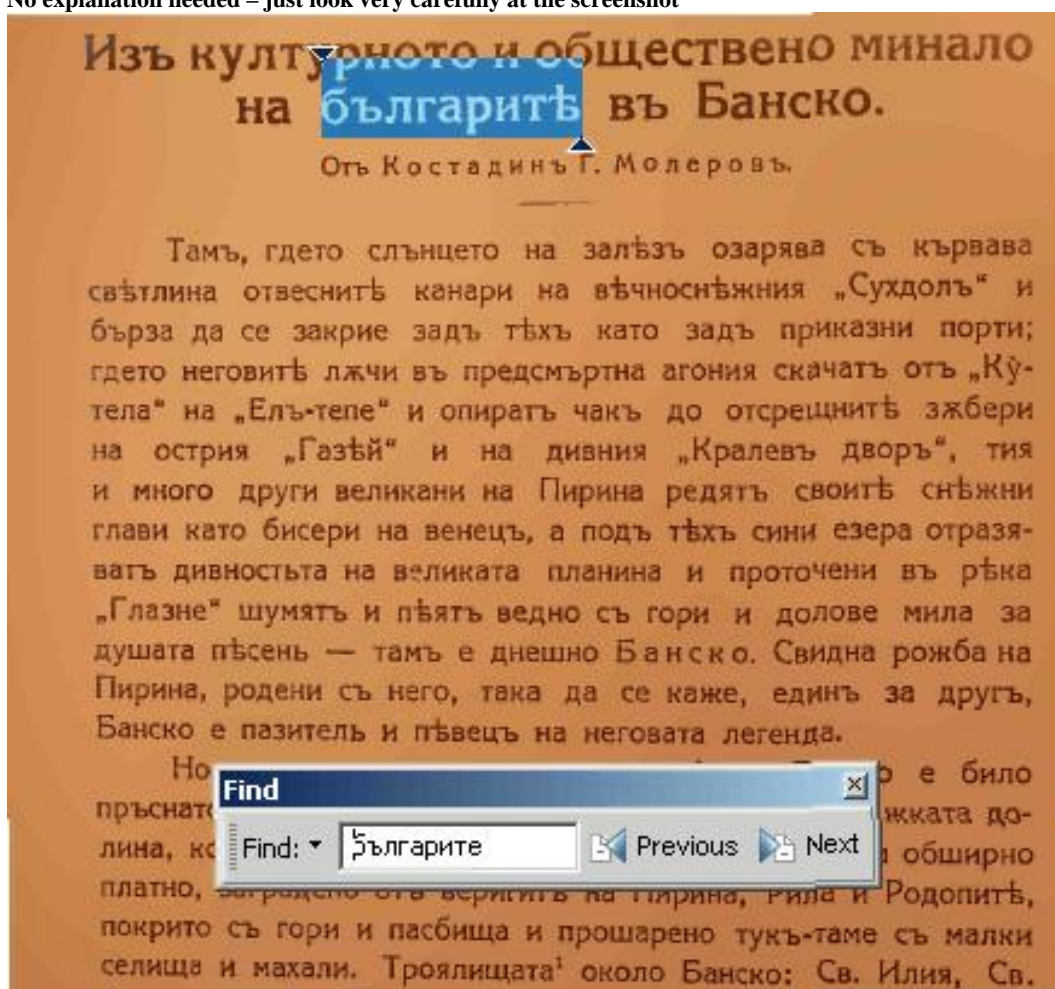 No explanation needed – just look very carefully at the screenshot
Изъ културното и обществено минало
на българитѣ въ Банско.
Отъ Костадинъ Г. Молеровъ.
Тамъ, гдето слънцето на залѣзъ озарява съ кървава
свѣтлина отвеснитѣ канари на вѣчноснѣжния „Сухдолъ“ и
бърза да се закрие задъ тѣхъ като задъ приказни порти;
гдето неговитѣ лѫчи въ предсмъртна агония скачатъ отъ „Ку̀-
тела“ на „Елъ-тепе“ и опиратъ чакъ до отсрещнитѣ зѫбери
на острия „Газѣй“ и на дивния „Кралевъ дворъ“, тия
и много други великани на Пирина редятъ своитѣ снѣжни
глави като бисери на венецъ, а подъ тѣхъ сини езера отразя-
ватъ дивностьта на великата планина и проточени въ рѣка
„Глазне“ шумятъ и пѣятъ ведно съ гори и долове мила за
душата пѣсень — тамъ е днешно Банско. Свидна рожба на
Пирина, родени съ него, така да се каже, единъ за другъ,
Банско е пазитель и пѣвецъ на неговата легенда.
Но е било
Find
до-
Find: българите Previous Next
лина, обширно
платно, заградено отъ веригитѣ на Пирина, Рила и Родопитѣ,
покрито съ гори и пасбища и прошарено тукъ-таме съ малки
селища и махали. Троялищата¹ около Банско: Св. Илия, Св.